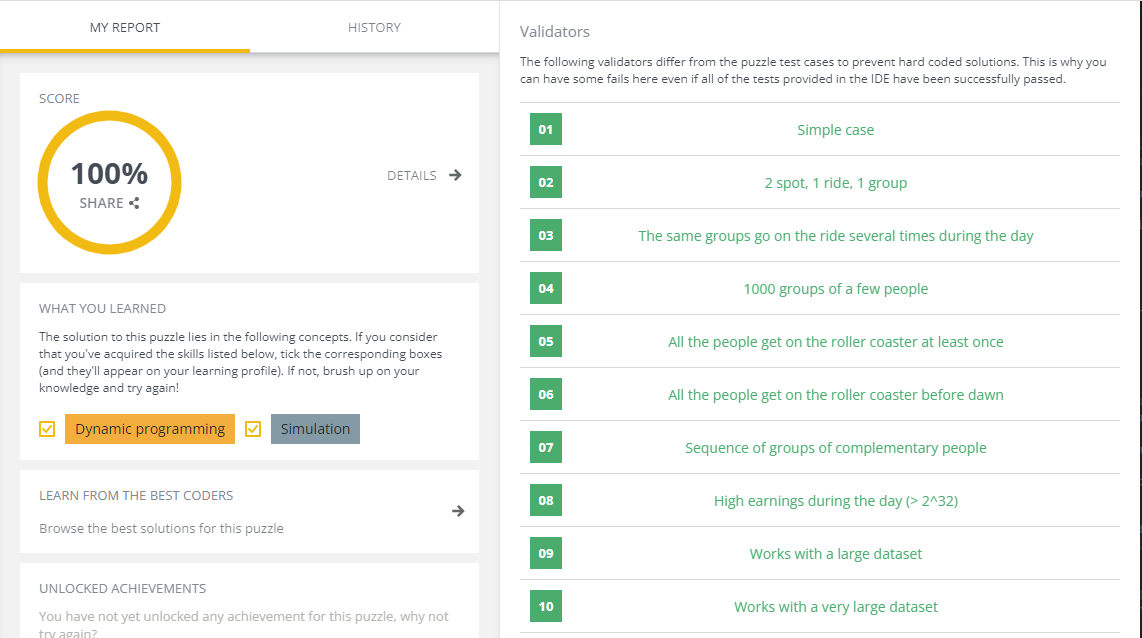 MY REPORT
HISTORY
SCORE
100%
SHARE
DETAILS
WHAT YOU LEARNED
The solution to this puzzle lies in the following concepts. If you consider
that you've acquired the skills listed below, tick the corresponding boxes
(and they'll appear on your learning profile). If not, brush up on your
knowledge and try again!
Dynamic programming
Simulation
LEARN FROM THE BEST CODERS
Browse the best solutions for this puzzle
UNLOCKED ACHIEVEMENTS
You have not yet unlocked any achievement for this puzzle, why not
try again?
Validators
The following validators differ from the puzzle test cases to prevent hard coded solutions. This is why you
can have some fails here even if all of the tests provided in the IDE have been successfully passed.
01 Simple case
02 2 spot, 1 ride, 1 group
03 The same groups go on the ride several times during the day
04 1000 groups of a few people
05 All the people get on the roller coaster at least once
06 All the people get on the roller coaster before dawn
07 Sequence of groups of complementary people
08 High earnings during the day (> 2^32)
09 Works with a large dataset
10 Works with a very large dataset